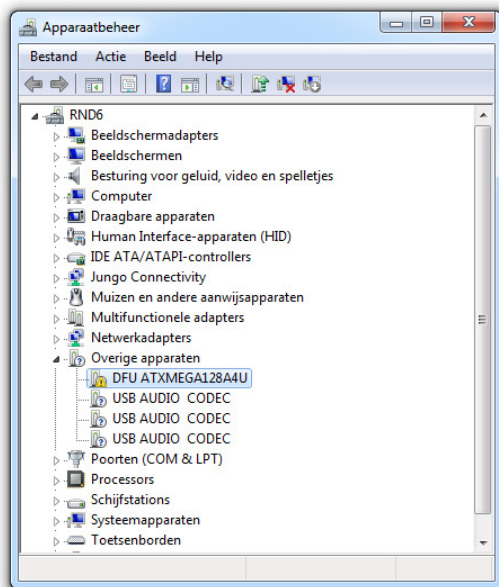 Apparaatbeheer
Bestand Actie Beeld Help
RND6
Beeldschermadapters
Beeldschermen
Besturing voor geluid, video en spelletjes
Computer
Draagbare apparaten
Human Interface-apparaten (HID)
IDE ATA/ATAPI-controllers
Jungo Connectivity
Muizen en andere aanwijsapparaten
Multifunctionele adapters
Netwerkadapters
Overige apparaten
DFU ATXMEGA128A4U
USB AUDIO CODEC
USB AUDIO CODEC
USB AUDIO CODEC
Poorten (COM & LPT)
Processors
Schijfstations
Systeemapparaten
Toetsenborden